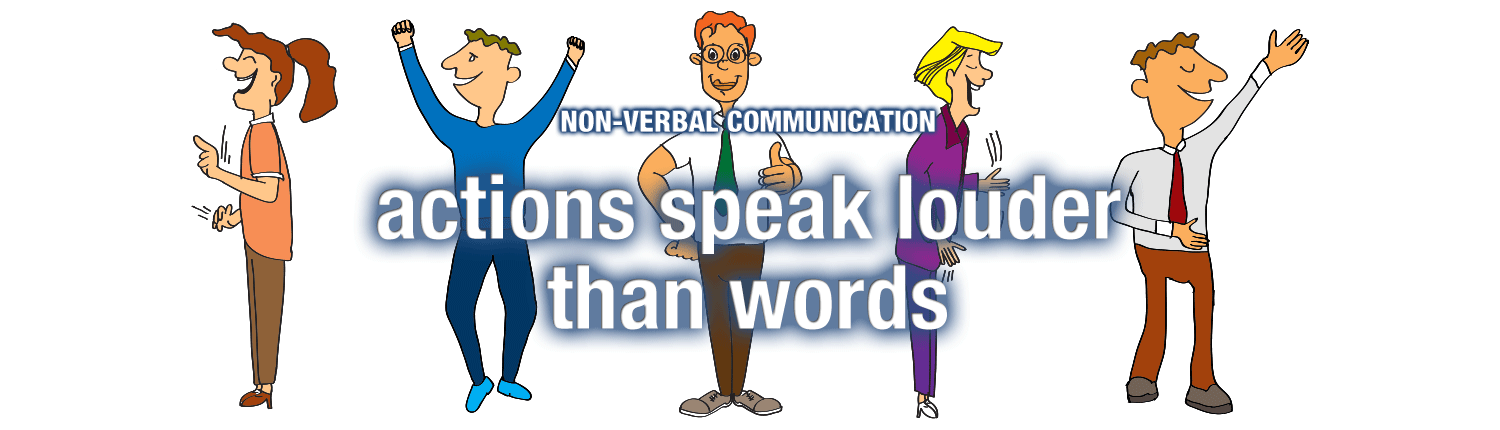 NON-VERBAL COMMUNICATION
actions speak louder
than words